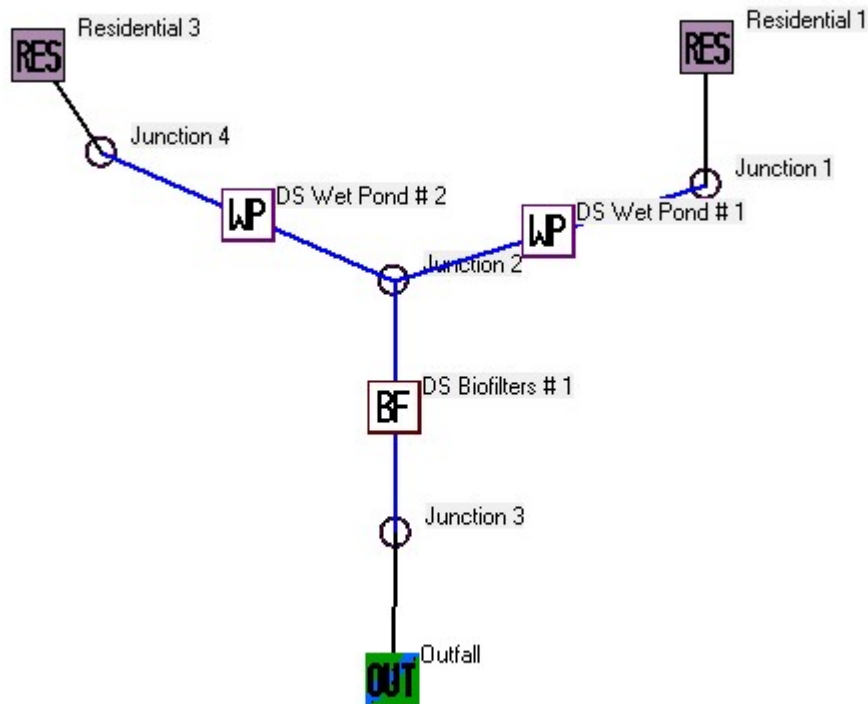 Residential 3
RES
Residential 1
RES
Junction 4
Junction 1
DS Wet Pond # 2
WP
DS Wet Pond # 1
WP
Junction 2
DS Biofilters # 1
BF
Junction 3
Outfall
OUT